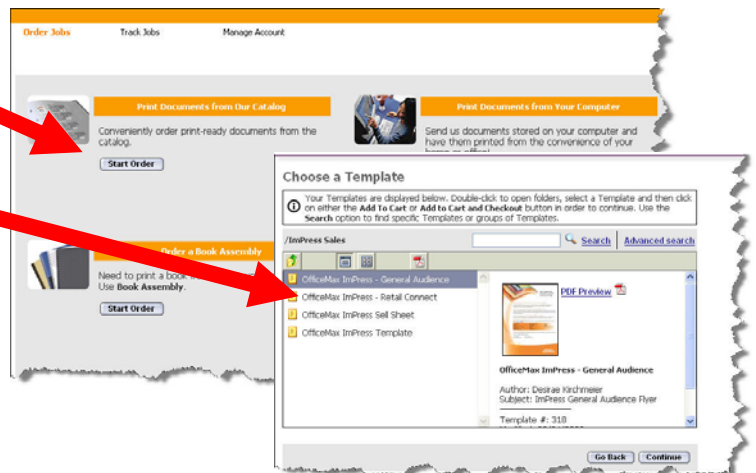 Order Jobs Track Jobs Manage Account
Print Documents from Our Catalog
Conveniently order print-ready documents from the
catalog.
Start Order
Print Documents from Your Computer
Send us documents stored on your computer and
have them printed from the convenience of your
home or office!
Order a Book Assembly
Need to print a book
Use Book Assembly.
Start Order
Choose a Template
Your Templates are displayed below. Double-click to open folders, select a Template and then click
on either the Add To Cart or Add to Cart and Checkout button in order to continue. Use the
Search option to find specific Templates or groups of Templates.
/ImPress Sales Search Advanced search
OfficeMax ImPress - General Audience
OfficeMax ImPress - Retail Connect
OfficeMax ImPress Sell Sheet
OfficeMax ImPress Template
PDF Preview
OfficeMax ImPress - General Audience
Author: Desirae Kirchmeier
Subject: ImPress General Audience Flyer
Template #: 318
Go Back Continue